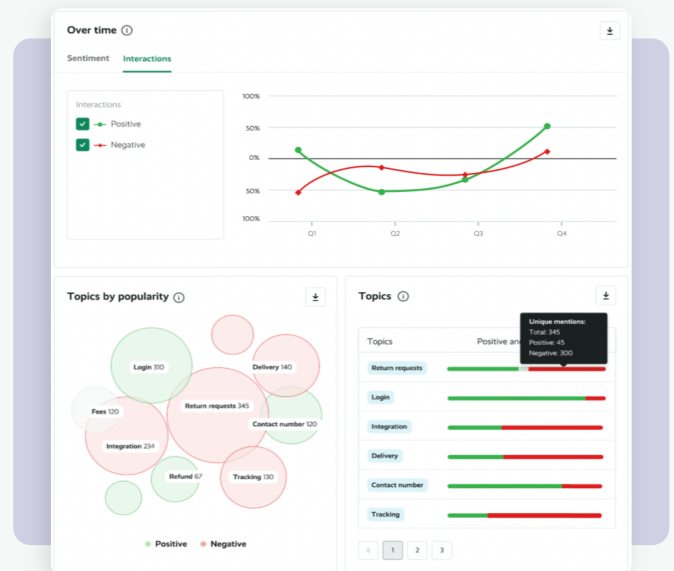 Over time
Sentiment Interactions
Interactions
Positive
Negative
100%
50%
0%
50%
100%
Q1 Q2 Q3 Q4
Topics by popularity
Login 310
Delivery 140
Return requests 345
Fees 120
Contact number 120
Integration 234
Refund 67
Tracking 130
Positive Negative
Topics
Topics Positive an
Unique mentions:
Total: 345
Positive: 45
Negative: 300
Return requests
Login
Integration
Delivery
Contact number
Tracking
1 2 3